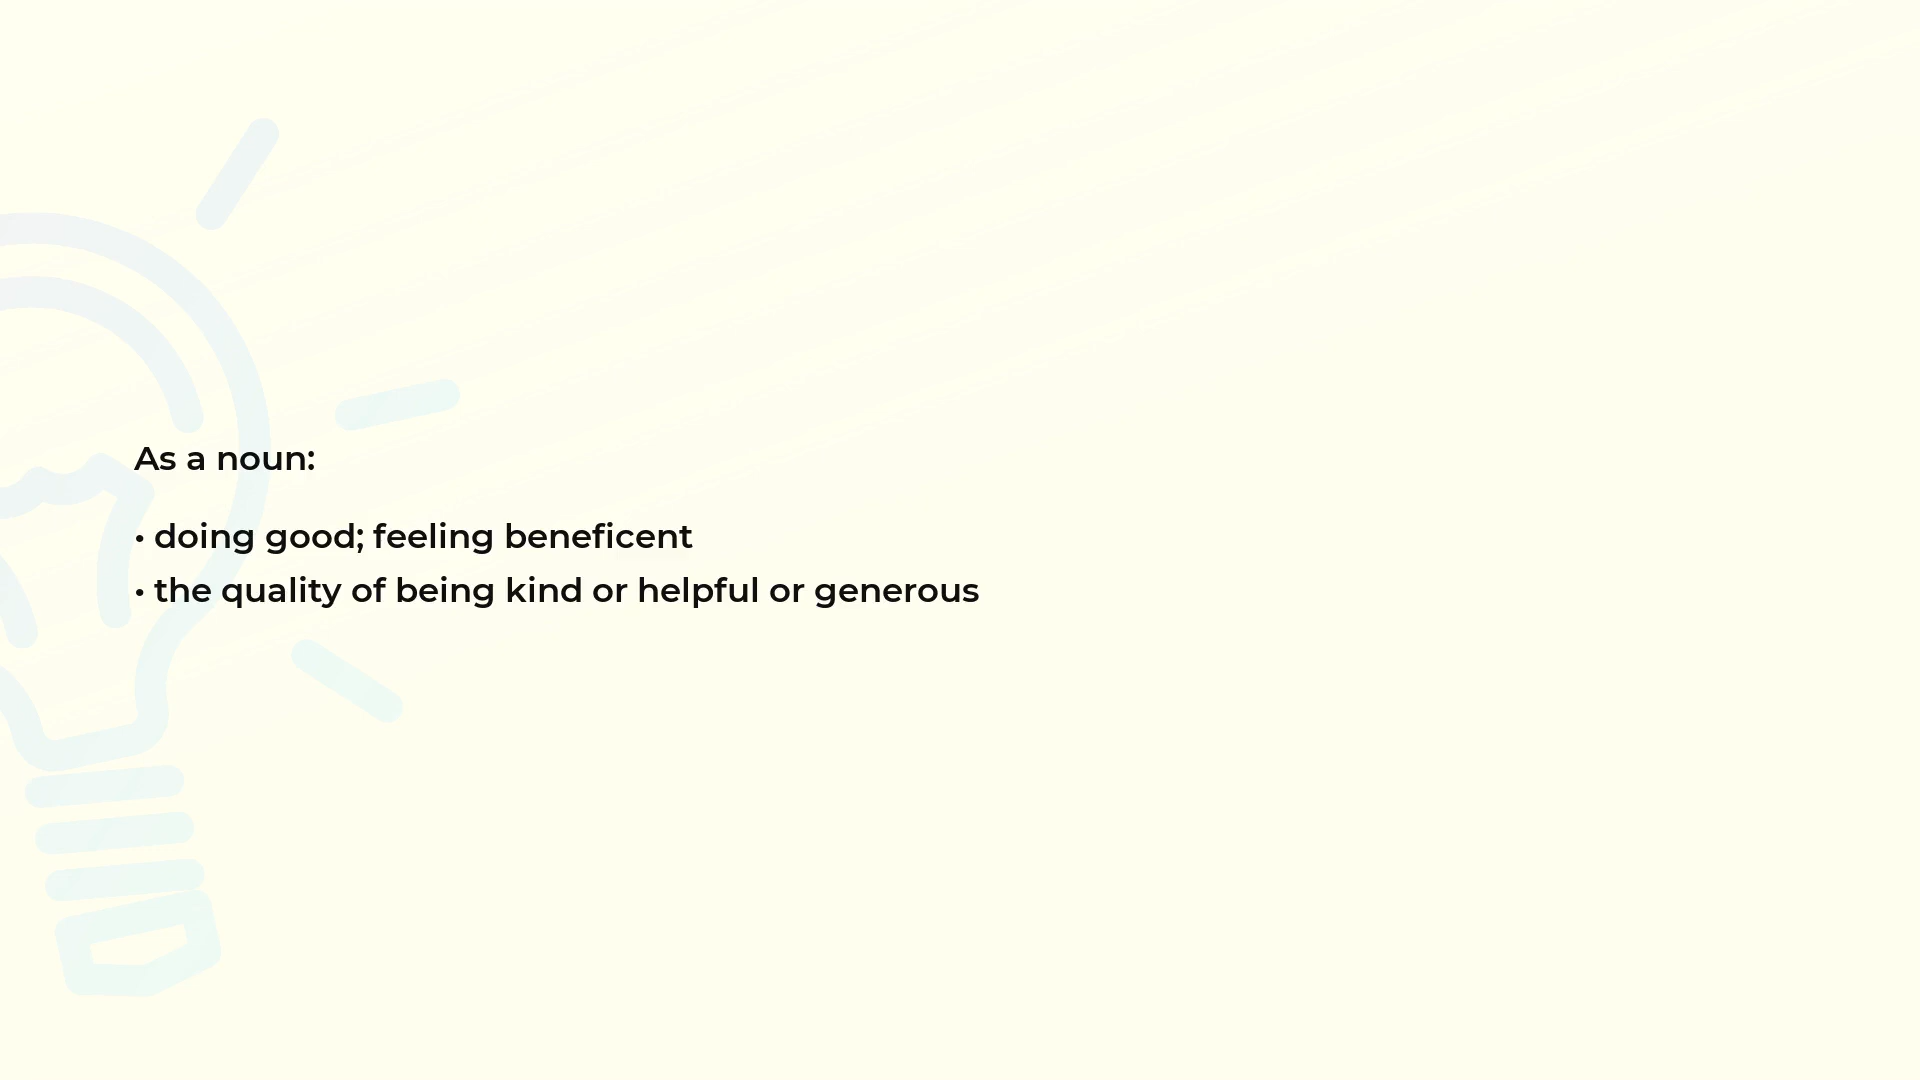 As a noun:
• doing good; feeling beneficent
• the quality of being kind or helpful or generous